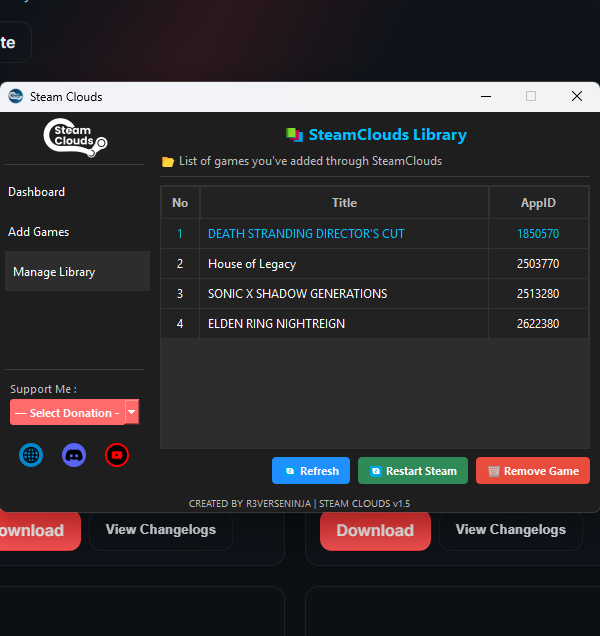 te
Steam Clouds
Steam
Clouds
SteamClouds Library
List of games you've added through SteamClouds
Dashboard
Add Games
Manage Library
No Title AppID
1 DEATH STRANDING DIRECTOR'S CUT 1850570
2 House of Legacy 2503770
3 SONIC X SHADOW GENERATIONS 2513280
4 ELDEN RING NIGHTREIGN 2622380
Support Me :
--- Select Donation -
Refresh Restart Steam Remove Game
CREATED BY R3VERSENINJA | STEAM CLOUDS v1.5
ownload View Changelogs Download View Changelogs